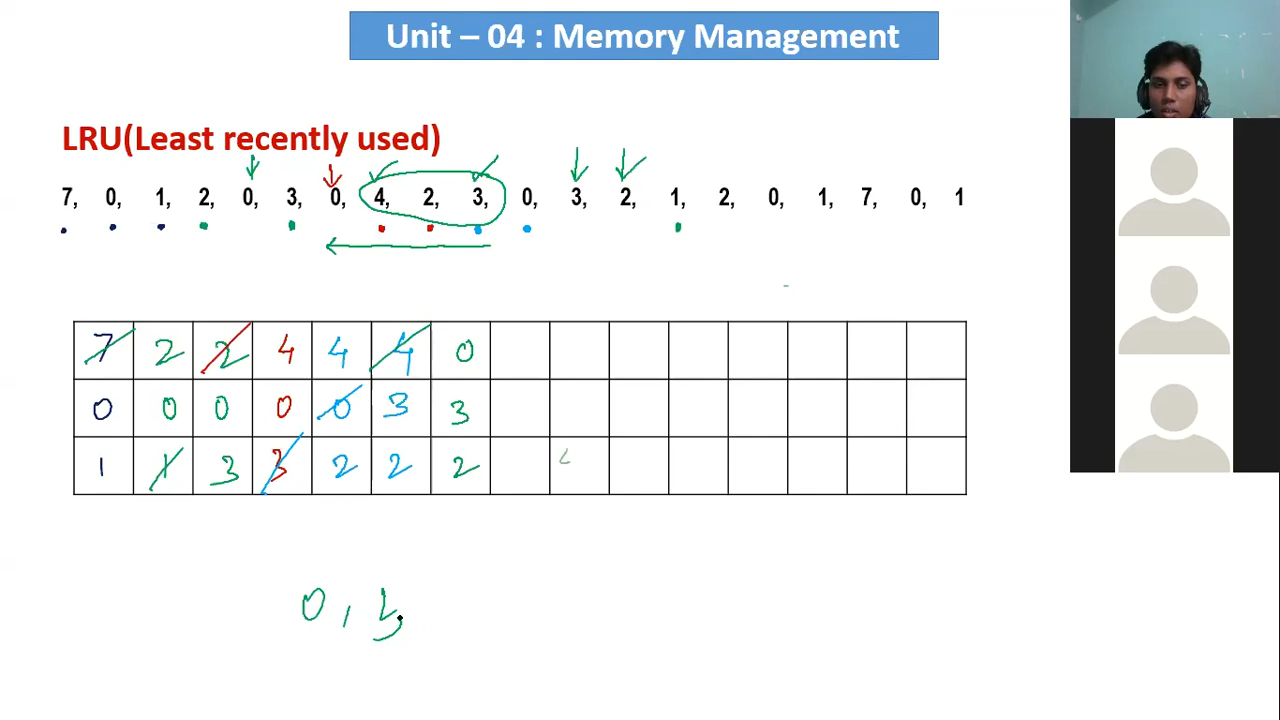 Unit – 04 : Memory Management
LRU(Least recently used)
7, 0, 1, 2, 0, 3, 0, 4, 2, 3, 0, 3, 2, 1, 2, 0, 1, 7, 0, 1
7 2 2 4 4 4 0
0 0 0 0 0 3 3
1 1 3 3 2 2 2
0,